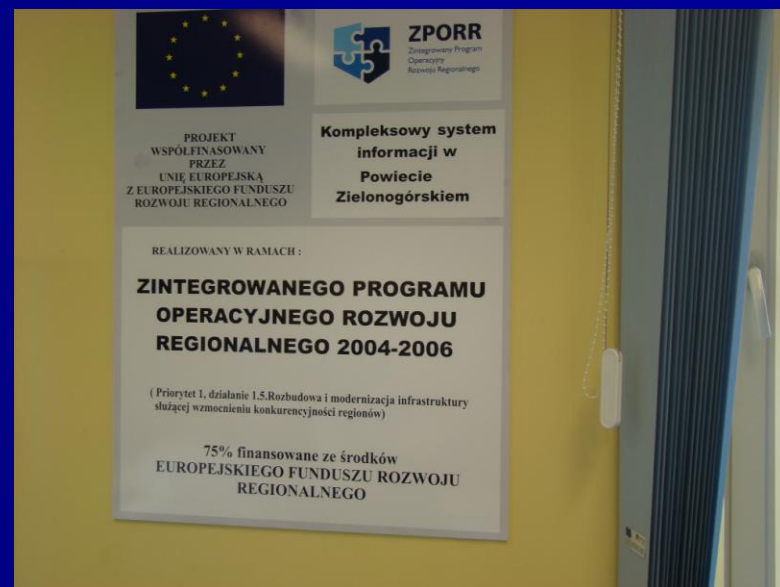 ZPORR
Zintegrowany Program
Operacyjny
Rozwoju Regionalnego
PROJEKT
WSPÓŁFINASOWANY
PRZEZ
UNIĘ EUROPEJSKĄ
Z EUROPEJSKIEGO FUNDUSZU
ROZWOJU REGIONALNEGO
Kompleksowy system
informacji w
Powiecie
Zielonogórskiem
REALIZOWANY W RAMACH :
ZINTEGROWANEGO PROGRAMU
OPERACYJNEGO ROZWOJU
REGIONALNEGO 2004-2006
( Priorytet 1, działanie 1.5.Rozbudowa i modernizacja infrastruktury
służącej wzmocnieniu konkurencyjności regionów)
75% finansowane ze środków
EUROPEJSKIEGO FUNDUSZU ROZWOJU
REGIONALNEGO